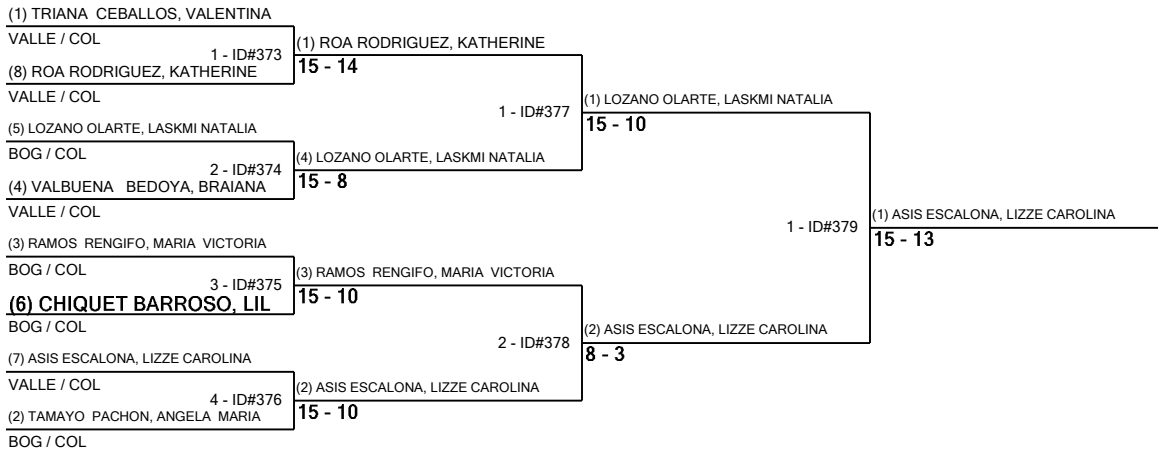 (1) TRIANA CEBALLOS, VALENTINA
VALLE / COL
1 - ID#373
(1) ROA RODRIGUEZ, KATHERINE
(8) ROA RODRIGUEZ, KATHERINE
15 - 14
VALLE / COL
1 - ID#377
(1) LOZANO OLARTE, LASKMI NATALIA
15 - 10
(5) LOZANO OLARTE, LASKMI NATALIA
BOG / COL
2 - ID#374
(4) LOZANO OLARTE, LASKMI NATALIA
(4) VALBUENA BEDOYA, BRAIANA
15 - 8
VALLE / COL
1 - ID#379
(1) ASIS ESCALONA, LIZZE CAROLINA
15 - 13
(3) RAMOS RENGIFO, MARIA VICTORIA
BOG / COL
3 - ID#375
(3) RAMOS RENGIFO, MARIA VICTORIA
(6) CHIQUET BARROSO, LIL
15 - 10
BOG / COL
2 - ID#378
(2) ASIS ESCALONA, LIZZE CAROLINA
8 - 3
(7) ASIS ESCALONA, LIZZE CAROLINA
VALLE / COL
4 - ID#376
(2) ASIS ESCALONA, LIZZE CAROLINA
(2) TAMAYO PACHON, ANGELA MARIA
15 - 10
BOG / COL